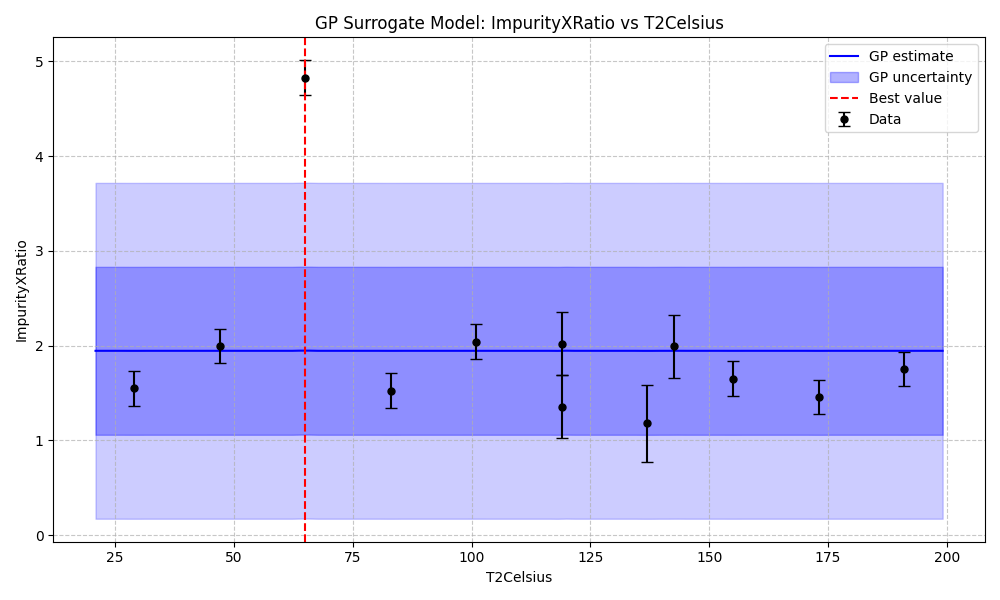 GP Surrogate Model: ImpurityXRatio vs T2Celsius
GP estimate
GP uncertainty
Best value
Data
ImpurityXRatio
5
4
3
2
1
0
25 50 75 100 125 150 175 200
T2Celsius